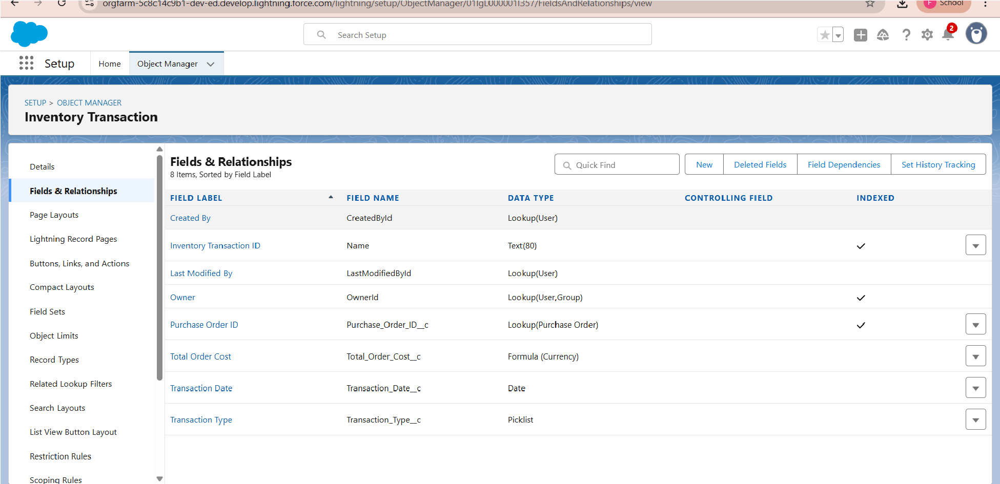 orgfarm-5c8c14c9b1-dev-ed.develop.lightning.force.com/lightning/setup/ObjectManager/01IgL000001I357/FieldsAndRelationships/view
F School
Search Setup
2
Setup Home Object Manager
SETUP > OBJECT MANAGER
Inventory Transaction
Details
Fields & Relationships
Page Layouts
Lightning Record Pages
Buttons, Links, and Actions
Compact Layouts
Field Sets
Object Limits
Record Types
Related Lookup Filters
Search Layouts
List View Button Layout
Restriction Rules
Scoping Rules
Fields & Relationships
8 Items, Sorted by Field Label
Quick Find New Deleted Fields Field Dependencies Set History Tracking
FIELD LABEL FIELD NAME DATA TYPE CONTROLLING FIELD INDEXED
Created By CreatedById Lookup(User)
Inventory Transaction ID Name Text(80)
Last Modified By LastModifiedById Lookup(User)
Owner OwnerId Lookup(User,Group)
Purchase Order ID Purchase_Order_ID__c Lookup(Purchase Order)
Total Order Cost Total_Order_Cost__c Formula (Currency)
Transaction Date Transaction_Date__c Date
Transaction Type Transaction_Type__c Picklist